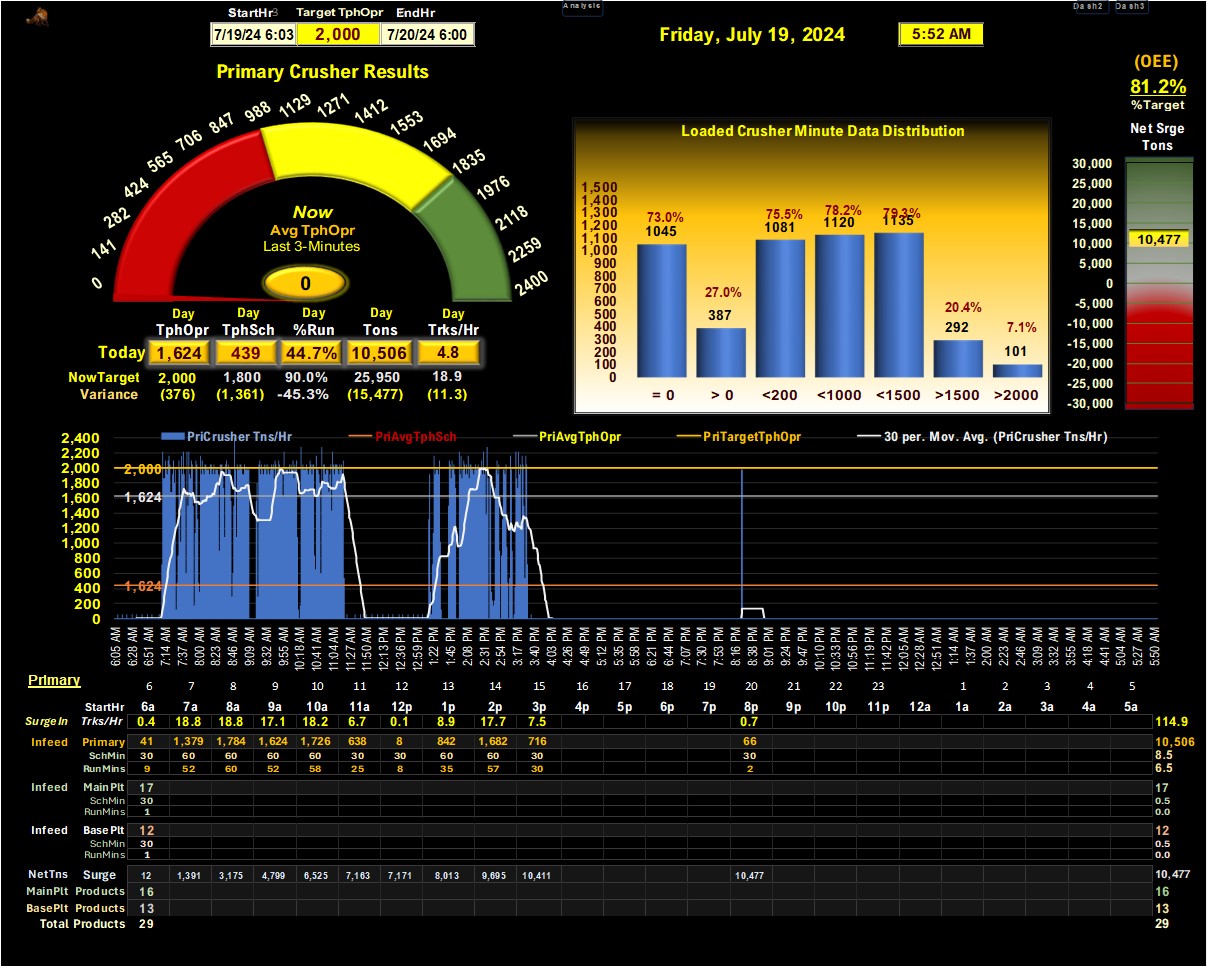 Analysis
Dash2 Dash3
StartHr3 Target TphOpr EndHr
7/19/24 6:03 2,000 7/20/24 6:00
Friday, July 19, 2024 5:52 AM
(OEE)
81.2%
%Target
Net Srge
Tons
Primary Crusher Results
0 141 282 424 565 706 847 988 1129 1271 1412 1553 1694 1835 1976 2118 2259 2400
Now
Avg TphOpr
Last 3-Minutes
0
Day Day Day Day Day
TphOpr TphSch %Run Tons Trks/Hr
Today 1,624 439 44.7% 10,506 4.8
NowTarget 2,000 1,800 90.0% 25,950 18.9
Variance (376) (1,361) -45.3% (15,477) (11.3)
Loaded Crusher Minute Data Distribution
1,500
1,400
1,300
1,200
1,100
1,000
900
800
700
600
500
400
300
200
100
0
73.0% 27.0% 75.5% 78.2% 79.3% 20.4% 7.1%
1045 387 1081 1120 1135 292 101
= 0 > 0 <200 <1000 <1500 >1500 >2000
30,000
25,000
20,000
15,000
10,000
5,000
0
-5,000
-10,000
-15,000
-20,000
-25,000
-30,000
10,477
PriCrusher Tns/Hr PriAvgTphSch PriAvgTphOpr PriTargetTphOpr 30 per. Mov. Avg. (PriCrusher Tns/Hr)
2,400
2,200
2,000
1,800
1,600
1,400
1,200
1,000
800
600
400
200
0
2,000
1,624
1,624
6:05 AM 6:28 AM 6:51 AM 7:14 AM 7:37 AM 8:00 AM 8:23 AM 8:46 AM 9:09 AM 9:32 AM 9:55 AM 10:18 AM 10:41 AM 11:04 AM 11:27 AM 11:50 AM 12:13 PM 12:36 PM 12:59 PM 1:22 PM 1:45 PM 2:08 PM 2:31 PM 2:54 PM 3:17 PM 3:40 PM 4:03 PM 4:26 PM 4:49 PM 5:12 PM 5:35 PM 5:58 PM 6:21 PM 6:44 PM 7:07 PM 7:30 PM 7:53 PM 8:16 PM 8:38 PM 9:01 PM 9:24 PM 9:47 PM 10:10 PM 10:33 PM 10:56 PM 11:19 PM 11:42 PM 12:05 AM 12:28 AM 12:51 AM 1:14 AM 1:37 AM 2:00 AM 2:23 AM 2:46 AM 3:09 AM 3:32 AM 3:55 AM 4:18 AM 4:41 AM 5:04 AM 5:27 AM 5:50 AM
Primary
6 7 8 9 10 11 12 13 14 15 16 17 18 19 20 21 22 23 1 2 3 4 5
StartHr 6a 7a 8a 9a 10a 11a 12p 1p 2p 3p 4p 5p 6p 7p 8p 9p 10p 11p 12a 1a 2a 3a 4a 5a
SurgeIn Trks/Hr 0.4 18.8 18.8 17.1 18.2 6.7 0.1 8.9 17.7 7.5 0.7 114.9
Infeed Primary 41 1,379 1,784 1,624 1,726 638 8 842 1,682 716 66 10,506
SchMin 30 60 60 60 60 30 30 60 60 30 30 8.5
RunMins 9 52 60 52 58 25 8 35 57 30 2 6.5
Infeed MainPlt 17 17
SchMin 30 0.5
RunMins 1 0.0
Infeed BasePlt 12 12
SchMin 30 0.5
RunMins 1 0.0
NetTns Surge 12 1,391 3,175 4,799 6,525 7,163 7,171 8,013 9,695 10,411 10,477 10,477
MainPlt Products 16 16
BasePlt Products 13 13
Total Products 29 29